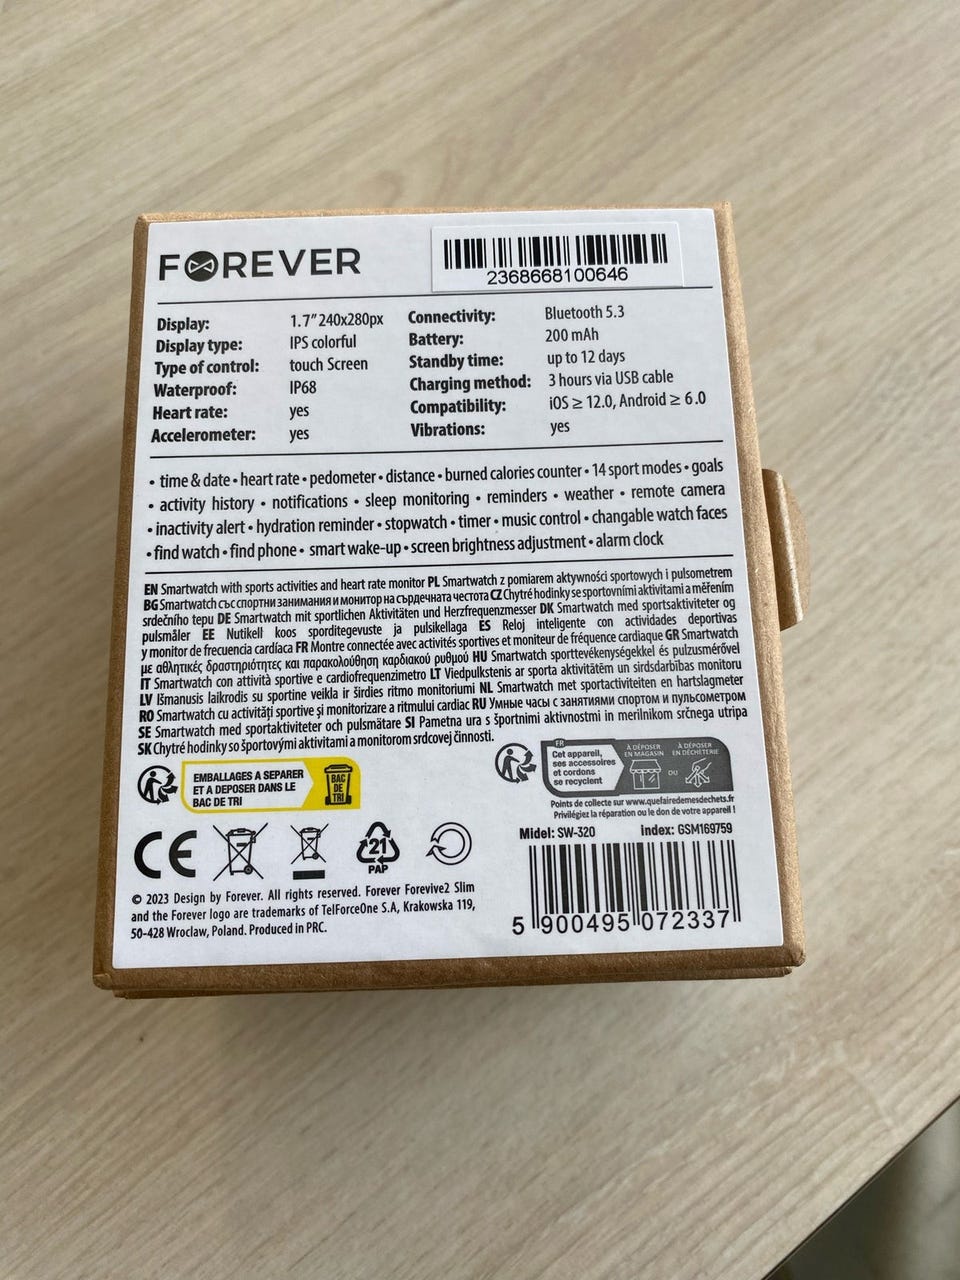 FOREVER
2368668100646
Display: 1.7" 240x280px
Display type: IPS colorful
Type of control: touch Screen
Waterproof: IP68
Heart rate: yes
Accelerometer: yes
Connectivity: Bluetooth 5.3
Battery: 200 mAh
Standby time: up to 12 days
Charging method: 3 hours via USB cable
Compatibility: iOS ≥ 12.0, Android ≥ 6.0
Vibrations: yes
• time & date • heart rate • pedometer • distance • burned calories counter • 14 sport modes • goals
• activity history • notifications • sleep monitoring • reminders • weather • remote camera
• inactivity alert • hydration reminder • stopwatch • timer • music control • changable watch faces
• find watch • find phone • smart wake-up • screen brightness adjustment • alarm clock
EN Smartwatch with sports activities and heart rate monitor PL Smartwatch z pomiarem aktywności sportowych i pulsometrem
BG Smartwatch със спортни занимания и монитор на сърдечната честота CZ Chytré hodinky se sportovními aktivitami a měřením
srdečního tepu DE Smartwatch mit sportlichen Aktivitäten und Herzfrequenzmesser DK Smartwatch med sportsaktiviteter og
pulsmåler EE Nutikell koos sporditegevuste ja pulsikellaga ES Reloj inteligente con actividades deportivas
y monitor de frecuencia cardíaca FR Montre connectée avec activités sportives et moniteur de fréquence cardiaque GR Smartwatch
με αθλητικές δραστηριότητες και παρακολούθηση καρδιακού ρυθμού HU Smartwatch sporttevékenységekkel és pulzusmérővel
IT Smartwatch con attività sportive e cardiofrequenzimetro LT Viedpulkstenis ar sporta aktivitātēm un sirdsdarbības monitoru
LV Išmanusis laikrodis su sportine veikla ir širdies ritmo monitoriumi NL Smartwatch met sportactiviteiten en hartslagmeter
RO Smartwatch cu activități sportive și monitorizare a ritmului cardiac RU Умные часы с занятиями спортом и пульсометром
SE Smartwatch med sportaktiviteter och pulsmätare SI Pametna ura s športnimi aktivnostmi in merilnikom srčnega utripa
SK Chytré hodinky so športovými aktivitami a monitorom srdcovej činnosti.
EMBALLAGES A SEPARER
ET A DEPOSER DANS LE
BAC DE TRI
BAC
DE
TRI
FR
Cet appareil,
ses accessoires
et cordons
se recyclent
À DÉPOSER
EN MAGASIN
OU
À DÉPOSER
EN DÉCHÈTERIE
Points de collecte sur www.quefairedemesdechets.fr
Privilégiez la réparation ou le don de votre appareil !
CE
21
PAP
© 2023 Design by Forever. All rights reserved. Forever Forevive2 Slim
and the Forever logo are trademarks of TelForceOne S.A, Krakowska 119,
50-428 Wroclaw, Poland. Produced in PRC.
Midel: SW-320 Index: GSM169759
5 900495 072337